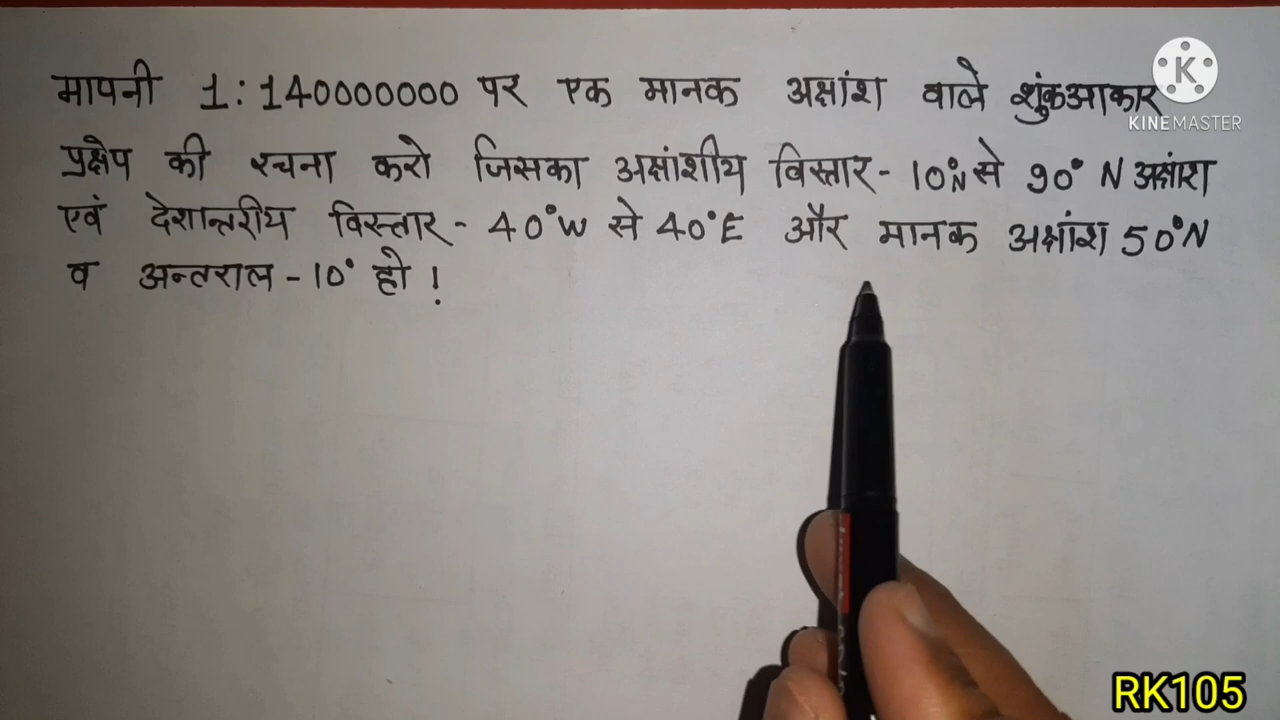 मापनी 1:140000000 पर एक मानक अक्षांश वाले शुंकआकार
प्रक्षेप की रचना करो जिसका अक्षांशीय विस्तार - 10°N से 90° N अक्षांश
एवं देशान्तरीय विस्तार - 40°W से 40°E और मानक अक्षांश 50°N
व अन्तराल - 10° हो !
K
KINEMASTER
RK105